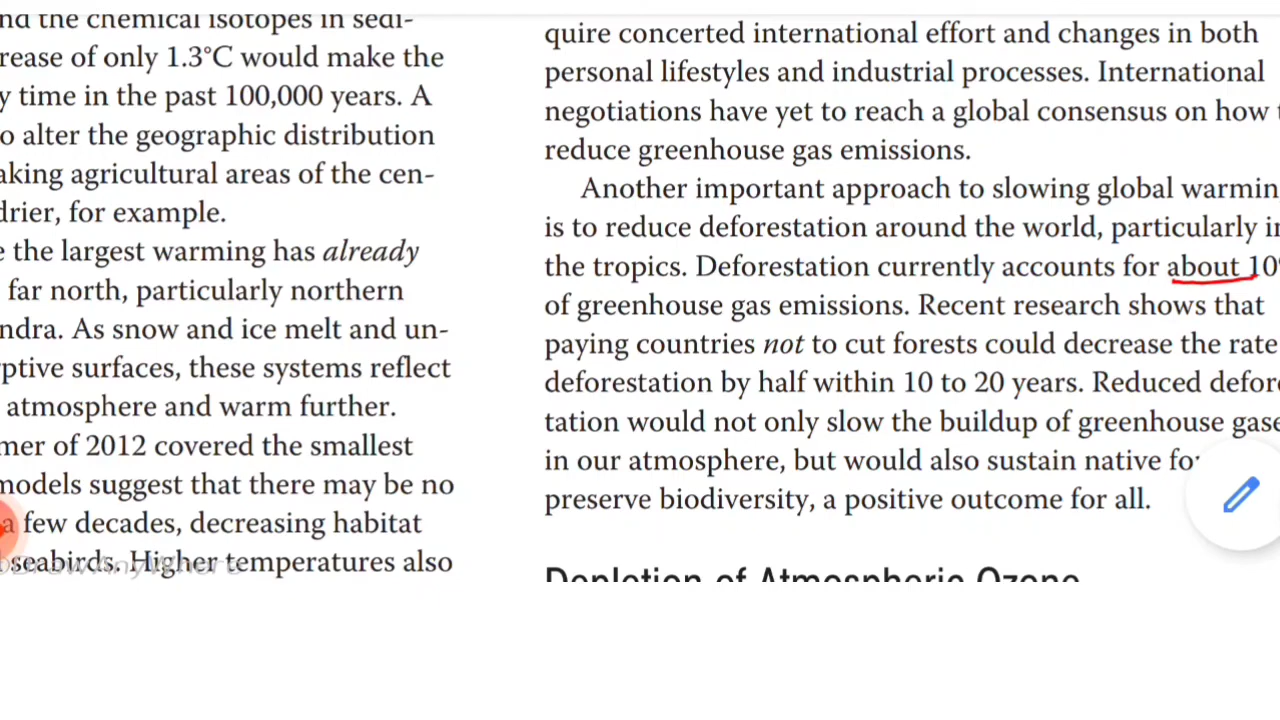 nd the chemical isotopes in sedi-
rease of only 1.3°C would make the
y time in the past 100,000 years. A
o alter the geographic distribution
aking agricultural areas of the cen-
drier, for example.
e the largest warming has already
far north, particularly northern
ndra. As snow and ice melt and un-
ptive surfaces, these systems reflect
atmosphere and warm further.
mer of 2012 covered the smallest
models suggest that there may be no
a few decades, decreasing habitat
seabirds. Higher temperatures also
quire concerted international effort and changes in both
personal lifestyles and industrial processes. International
negotiations have yet to reach a global consensus on how
reduce greenhouse gas emissions.
Another important approach to slowing global warmin
is to reduce deforestation around the world, particularly in
the tropics. Deforestation currently accounts for about 10%
of greenhouse gas emissions. Recent research shows that
paying countries not to cut forests could decrease the rate
deforestation by half within 10 to 20 years. Reduced defore
tation would not only slow the buildup of greenhouse gase
in our atmosphere, but would also sustain native fo
preserve biodiversity, a positive outcome for all.
Depletion of Atmospheric Ozone